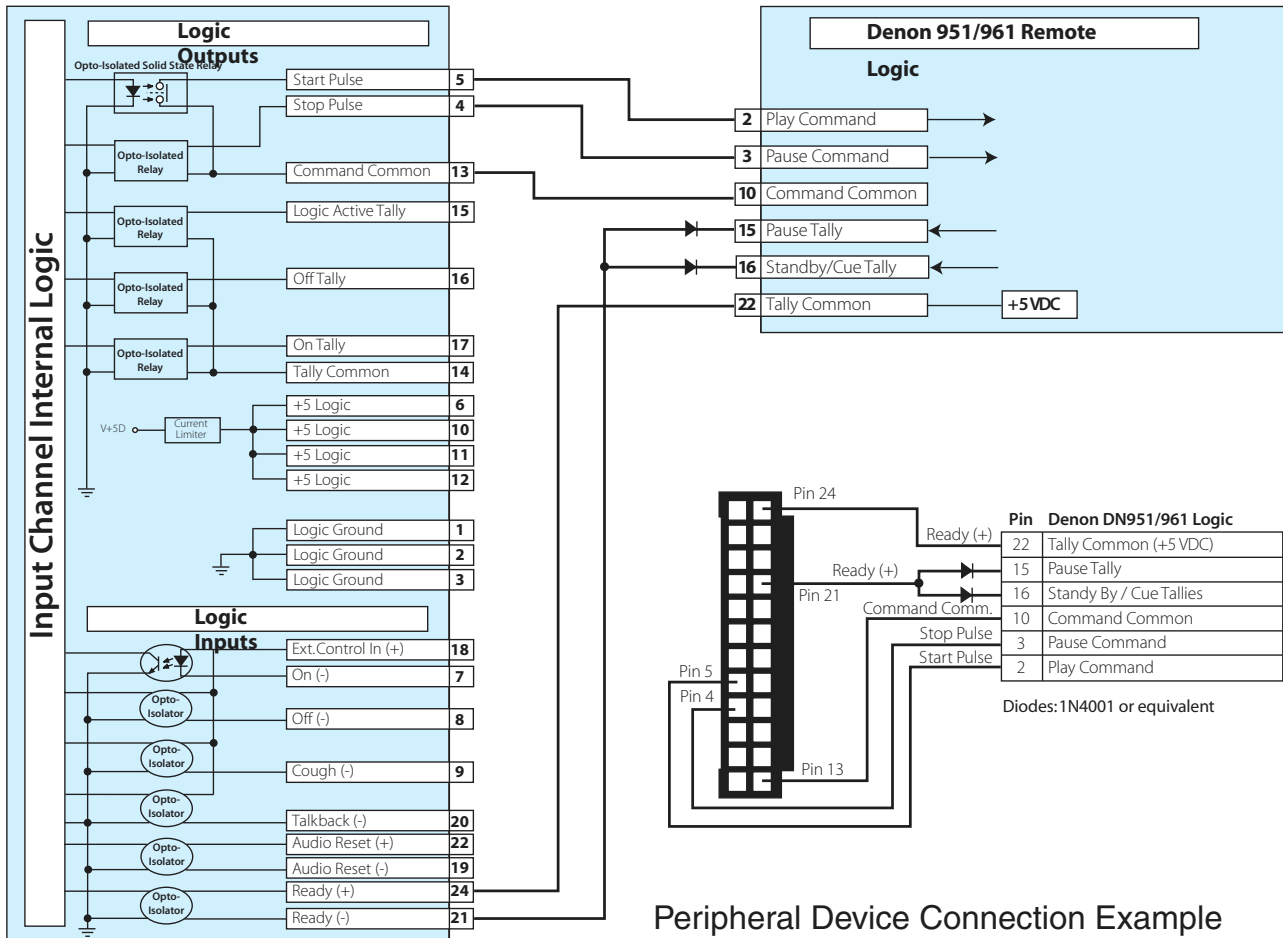 Input Channel Internal Logic
Logic
Outputs
Opto-Isolated Solid State Relay
Start Pulse 5
Stop Pulse 4
Opto-Isolated
Relay
Command Common 13
Logic Active Tally 15
Opto-Isolated
Relay
Off Tally 16
Opto-Isolated
Relay
On Tally 17
Opto-Isolated
Relay
Tally Common 14
+5 Logic 6
V+5D
Current
Limiter
+5 Logic 10
+5 Logic 11
+5 Logic 12
Logic Ground 1
Logic Ground 2
Logic Ground 3
Logic
Inputs
Ext.Control In (+) 18
On (-) 7
Opto-
Isolator
Off (-) 8
Opto-
Isolator
Cough (-) 9
Opto-
Isolator
Talkback (-) 20
Audio Reset (+) 22
Opto-
Isolator
Audio Reset (-) 19
Ready (+) 24
Opto-
Isolator
Ready (-) 21
Denon 951/961 Remote
Logic
2 Play Command
3 Pause Command
10 Command Common
15 Pause Tally
16 Standby/Cue Tally
22 Tally Common +5 VDC
Pin 24
Ready (+)
Ready (+)
Pin 21
Command Comm.
Stop Pulse
Start Pulse
Pin 5
Pin 4
Pin 13
Pin Denon DN951/961 Logic
22 Tally Common (+5 VDC)
15 Pause Tally
16 Standy By / Cue Tallies
10 Command Common
3 Pause Command
2 Play Command
Diodes: 1N4001 or equivalent
Peripheral Device Connection Example